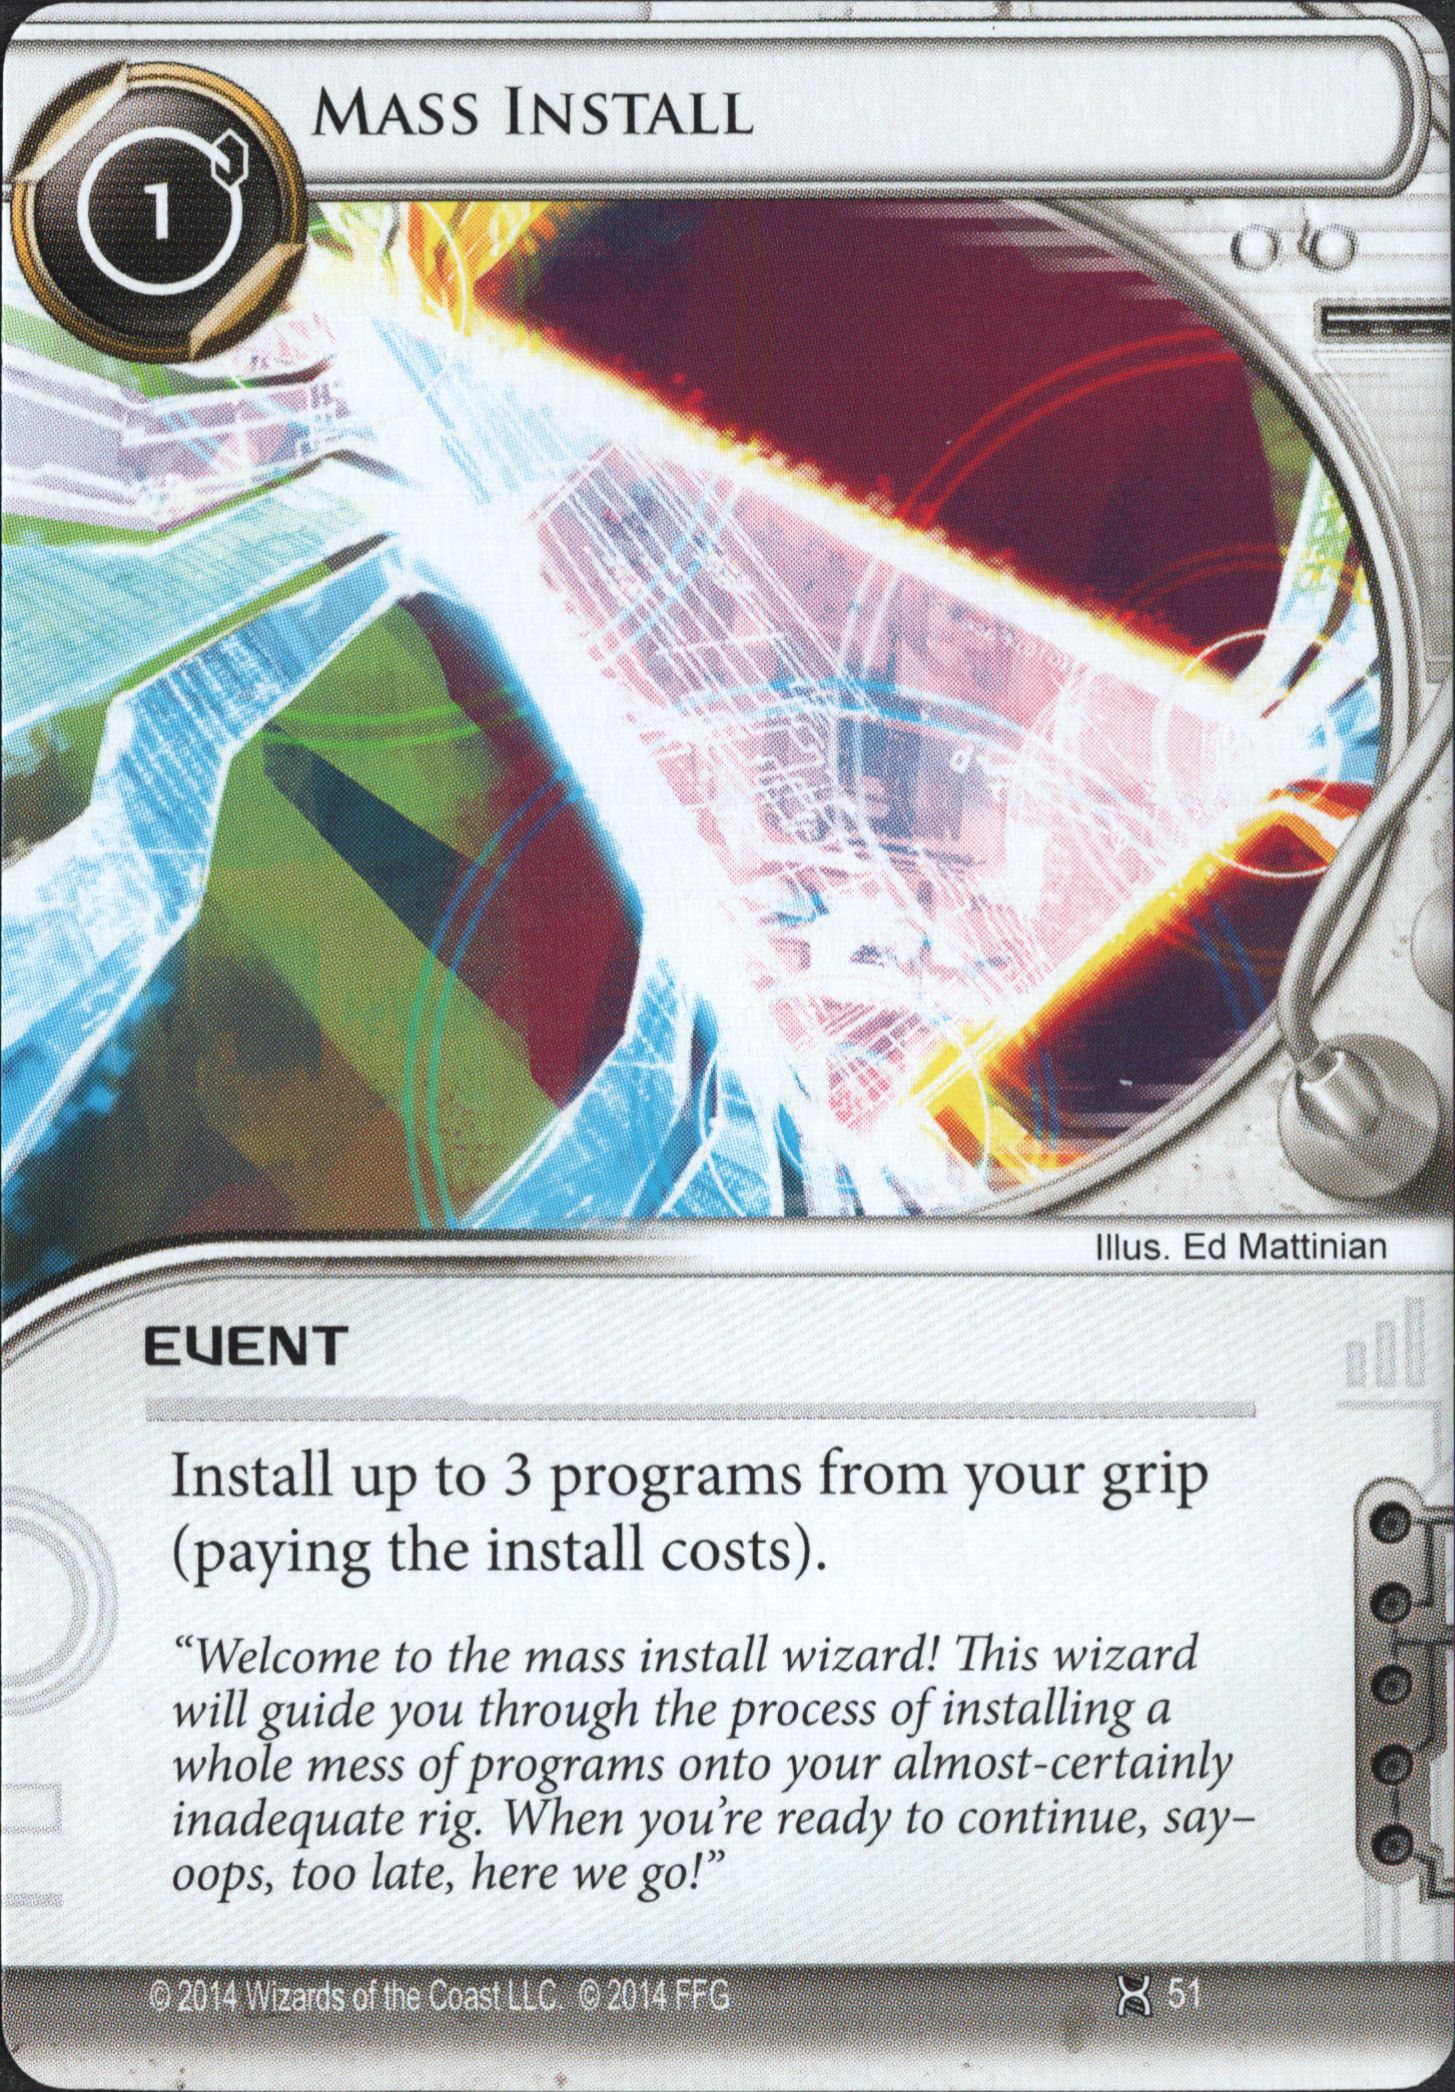 MASS INSTALL
1
Illus. Ed Mattinian
EVENT
Install up to 3 programs from your grip
(paying the install costs).
“Welcome to the mass install wizard! This wizard
will guide you through the process of installing a
whole mess of programs onto your almost-certainly
inadequate rig. When you’re ready to continue, say–
oops, too late, here we go!”
© 2014 Wizards of the Coast LLC. © 2014 FFG
51